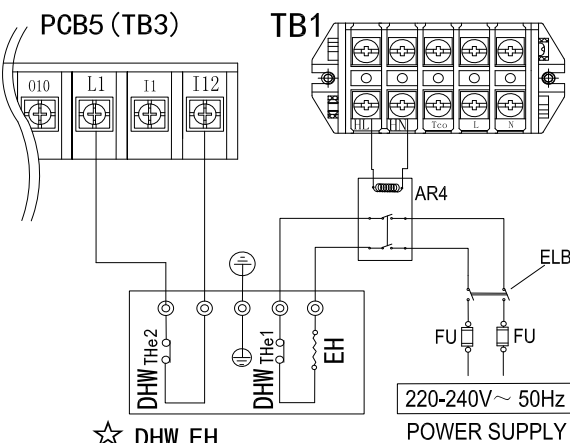 PCB5 (TB3)
TB1
O10 L1 I1 I12
HL HN Tco L N
AR4
ELB
FU FU
DHW THe2
DHW THe1
EH
220-240V～ 50Hz
POWER SUPPLY
☆ DHW EH